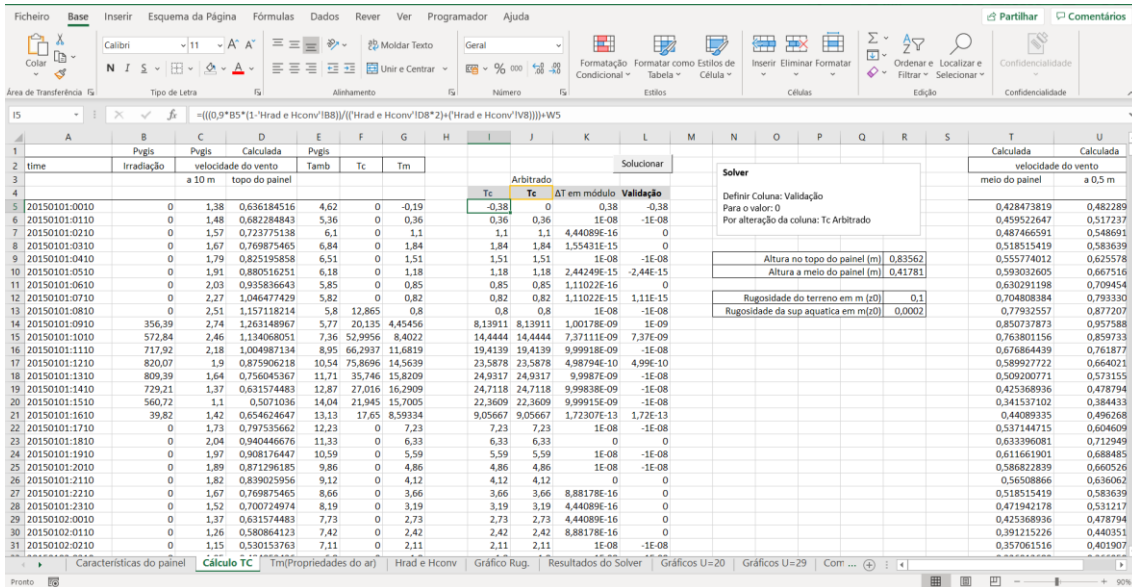 Ficheiro Base Inserir Esquema da Página Fórmulas Dados Rever Ver Programador Ajuda Partilhar Comentários
Colar Calibri 11 A^ A˅ Moldar Texto Geral Formatação Condicional Formatar como Tabela Estilos de Célula Inserir Eliminar Formatar Ordenar e Filtrar Localizar e Selecionar Confidencialidade
N I S A Unir e Centrar % 000
Área de Transferência Tipo de Letra Alinhamento Número Estilos Células Edição Confidencialidade
I5 fx =(((0,9*B5*(1-'Hrad e Hconv'!B8))/(('Hrad e Hconv'!D8*2)+('Hrad e Hconv'!V8))))+W5
A B C D E F G H I J K L M N O P Q R S T U
1 Pvgis Pvgis Calculada Pvgis Calculada Calculada
2 time Irradiação velocidade do vento Tamb Tc Tm Solucionar velocidade do vento
3 a 10 m topo do painel Arbitrado meio do painel a 0,5 m
4 Tc Tc ΔT em módulo Validação
Solver
Definir Coluna: Validação
Para o valor: 0
Por alteração da coluna: Tc Arbitrado
5 20150101:0010 0 1,38 0,636184516 4,62 0 -0,19 -0,38 0 0,38 -0,38 0,428473819 0,482289
6 20150101:0110 0 1,48 0,682284843 5,36 0 0,36 0,36 0,36 1E-08 -1E-08 0,459522647 0,517237
7 20150101:0210 0 1,57 0,723775138 6,1 0 1,1 1,1 1,1 4,44089E-16 0 0,487466591 0,548691
8 20150101:0310 0 1,67 0,769875465 6,84 0 1,84 1,84 1,84 1,55431E-15 0 0,518515419 0,583639
9 20150101:0410 0 1,79 0,825195858 6,51 0 1,51 1,51 1,51 1E-08 -1E-08 Altura no topo do painel (m) 0,83562 0,555774012 0,625578
10 20150101:0510 0 1,91 0,880516251 6,18 0 1,18 1,18 1,18 2,44249E-15 -2,44E-15 Altura a meio do painel (m) 0,41781 0,593032605 0,667516
11 20150101:0610 0 2,03 0,935836643 5,85 0 0,85 0,85 0,85 1,11022E-16 0 0,630291198 0,709454
12 20150101:0710 0 2,27 1,046477429 5,82 0 0,82 0,82 0,82 1,11022E-15 1,11E-15 Rugosidade do terreno em m (z0) 0,1 0,704808384 0,793330
13 20150101:0810 0 2,51 1,157118214 5,8 12,865 0,8 0,8 0,8 1E-08 -1E-08 Rugosidade da sup aquatica em m(z0) 0,0002 0,77932557 0,877207
14 20150101:0910 356,39 2,74 1,263148967 5,77 20,135 4,45456 8,13911 8,13911 1,00178E-09 1E-09 0,850737873 0,957588
15 20150101:1010 572,84 2,46 1,134068051 7,36 52,9956 8,4022 14,4444 14,4444 7,37111E-09 7,37E-09 0,763801156 0,859733
16 20150101:1110 717,92 2,18 1,004987134 8,95 66,2937 11,6819 19,4139 19,4139 9,99918E-09 -1E-08 0,676864439 0,761877
17 20150101:1210 820,07 1,9 0,875906218 10,54 75,8696 14,5639 23,5878 23,5878 4,98794E-10 4,99E-10 0,589927722 0,664021
18 20150101:1310 809,39 1,64 0,756045367 11,71 35,746 15,8209 24,9317 24,9317 9,9987E-09 -1E-08 0,509200771 0,573155
19 20150101:1410 729,21 1,37 0,631574483 12,87 27,016 16,2909 24,7118 24,7118 9,99838E-09 -1E-08 0,425368936 0,478794
20 20150101:1510 560,72 1,1 0,5071036 14,04 21,945 15,7005 22,3609 22,3609 9,99915E-09 -1E-08 0,341537102 0,384433
21 20150101:1610 39,82 1,42 0,654624647 13,13 17,65 8,59334 9,05667 9,05667 1,72307E-13 1,72E-13 0,44089335 0,496268
22 20150101:1710 0 1,73 0,797535662 12,23 0 7,23 7,23 7,23 1E-08 -1E-08 0,537144715 0,604609
23 20150101:1810 0 2,04 0,940446676 11,33 0 6,33 6,33 6,33 0 0 0,633396081 0,712949
24 20150101:1910 0 1,97 0,908176447 10,59 0 5,59 5,59 5,59 1E-08 -1E-08 0,611661901 0,688485
25 20150101:2010 0 1,89 0,871296185 9,86 0 4,86 4,86 4,86 1E-08 -1E-08 0,586822839 0,660526
26 20150101:2110 0 1,82 0,839025956 9,12 0 4,12 4,12 4,12 0 0 0,56508866 0,636062
27 20150101:2210 0 1,67 0,769875465 8,66 0 3,66 3,66 3,66 8,88178E-16 0 0,518515419 0,583639
28 20150101:2310 0 1,52 0,700724974 8,19 0 3,19 3,19 3,19 4,44089E-16 0 0,471942178 0,531217
29 20150102:0010 0 1,37 0,631574483 7,73 0 2,73 2,73 2,73 4,44089E-16 0 0,425368936 0,478794
30 20150102:0110 0 1,26 0,580864123 7,42 0 2,42 2,42 2,42 8,88178E-16 0 0,391215226 0,440351
31 20150102:0210 0 1,15 0,530153763 7,11 0 2,11 2,11 2,11 1E-08 -1E-08 0,357061516 0,401907
Características do painel Cálculo TC Tm(Propriedades do ar) Hrad e Hconv Gráfico Rug. Resultados do Solver Gráficos U=20 Gráficos U=29 Com ...
Pronto 90%